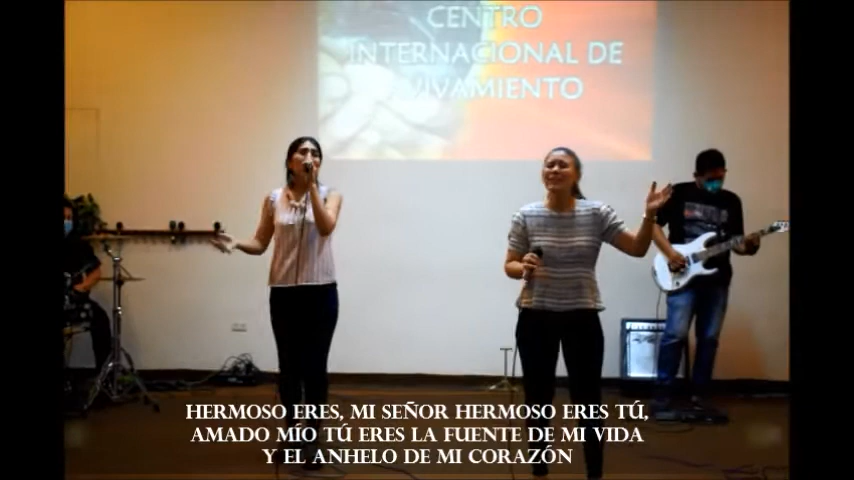 CENTRO
INTERNACIONAL DE
VIVAMIENTO
HERMOSO ERES, MI SEÑOR HERMOSO ERES TÚ,
AMADO MÍO TÚ ERES LA FUENTE DE MI VIDA
Y EL ANHELO DE MI CORAZÓN